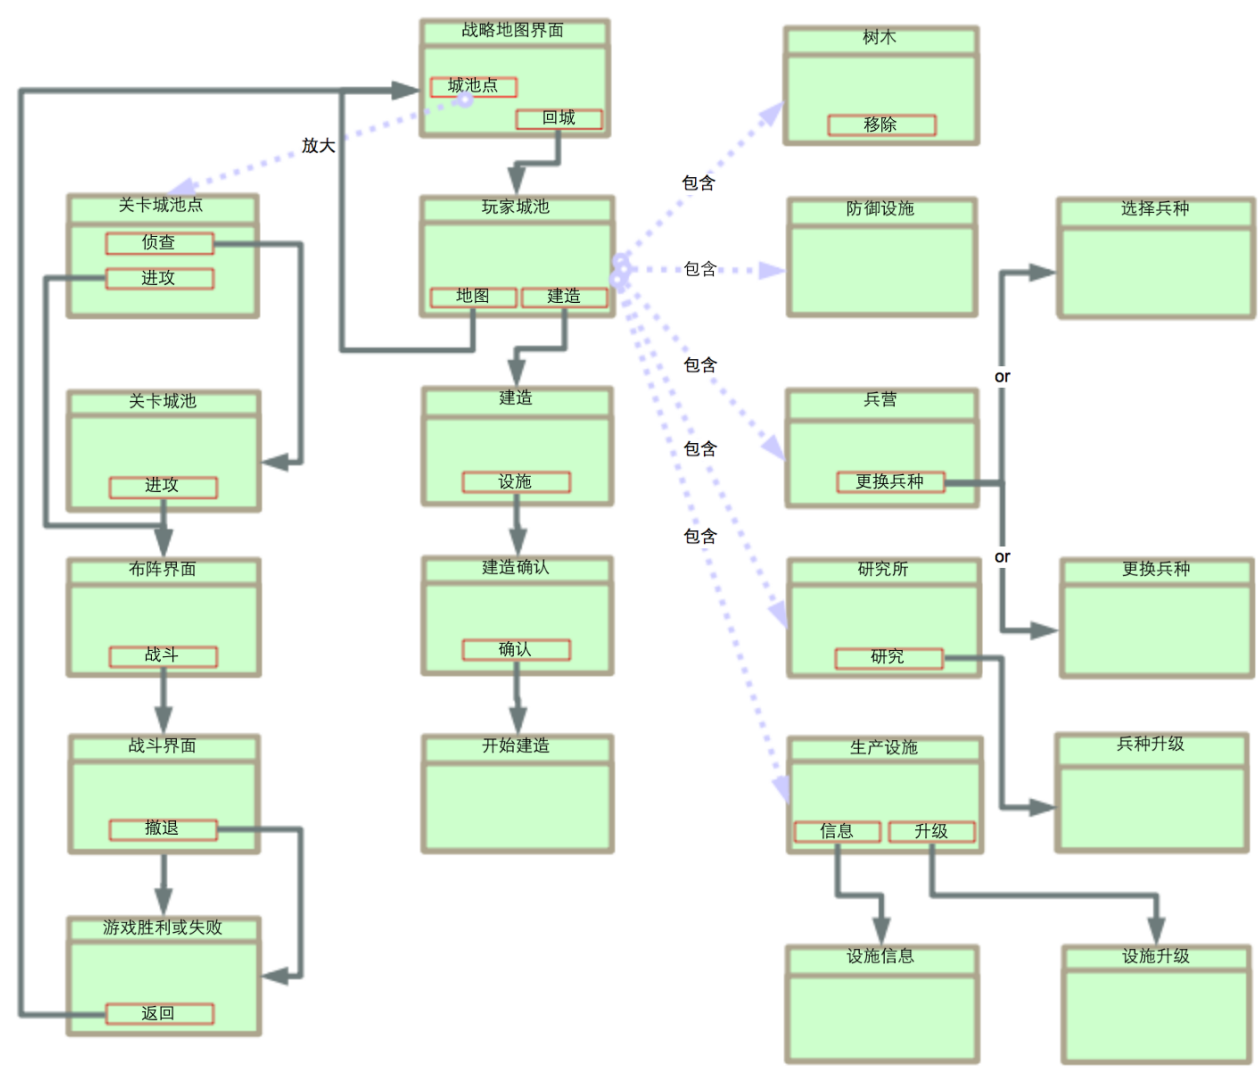 战略地图界面
城池点
回城
放大
关卡城池点
侦查
进攻
关卡城池
进攻
布阵界面
战斗
战斗界面
撤退
游戏胜利或失败
返回
玩家城池
地图
建造
建造
设施
建造确认
确认
开始建造
包含
包含
包含
包含
包含
树木
移除
防御设施
兵营
更换兵种
研究所
研究
生产设施
信息
升级
设施信息
or
or
选择兵种
更换兵种
兵种升级
设施升级